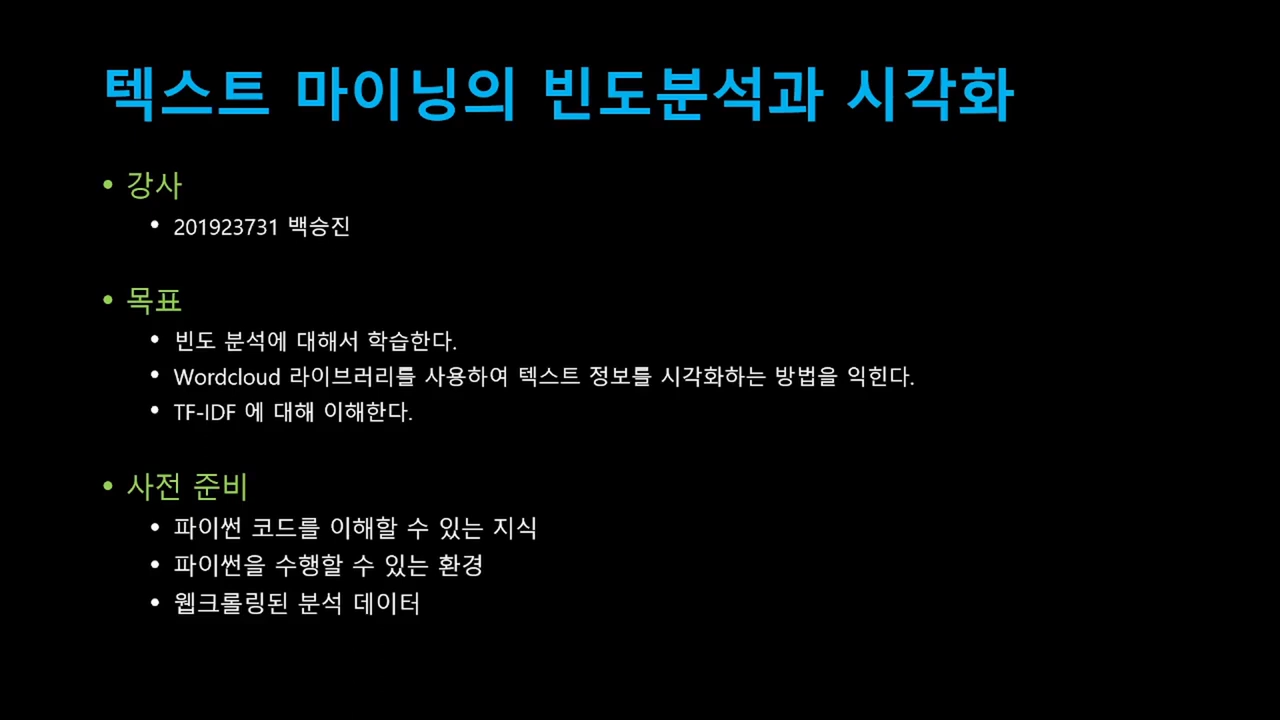 텍스트 마이닝의 빈도분석과 시각화
• 강사
• 201923731 백승진
• 목표
• 빈도 분석에 대해서 학습한다.
• Wordcloud 라이브러리를 사용하여 텍스트 정보를 시각화하는 방법을 익힌다.
• TF-IDF 에 대해 이해한다.
• 사전 준비
• 파이썬 코드를 이해할 수 있는 지식
• 파이썬을 수행할 수 있는 환경
• 웹크롤링된 분석 데이터